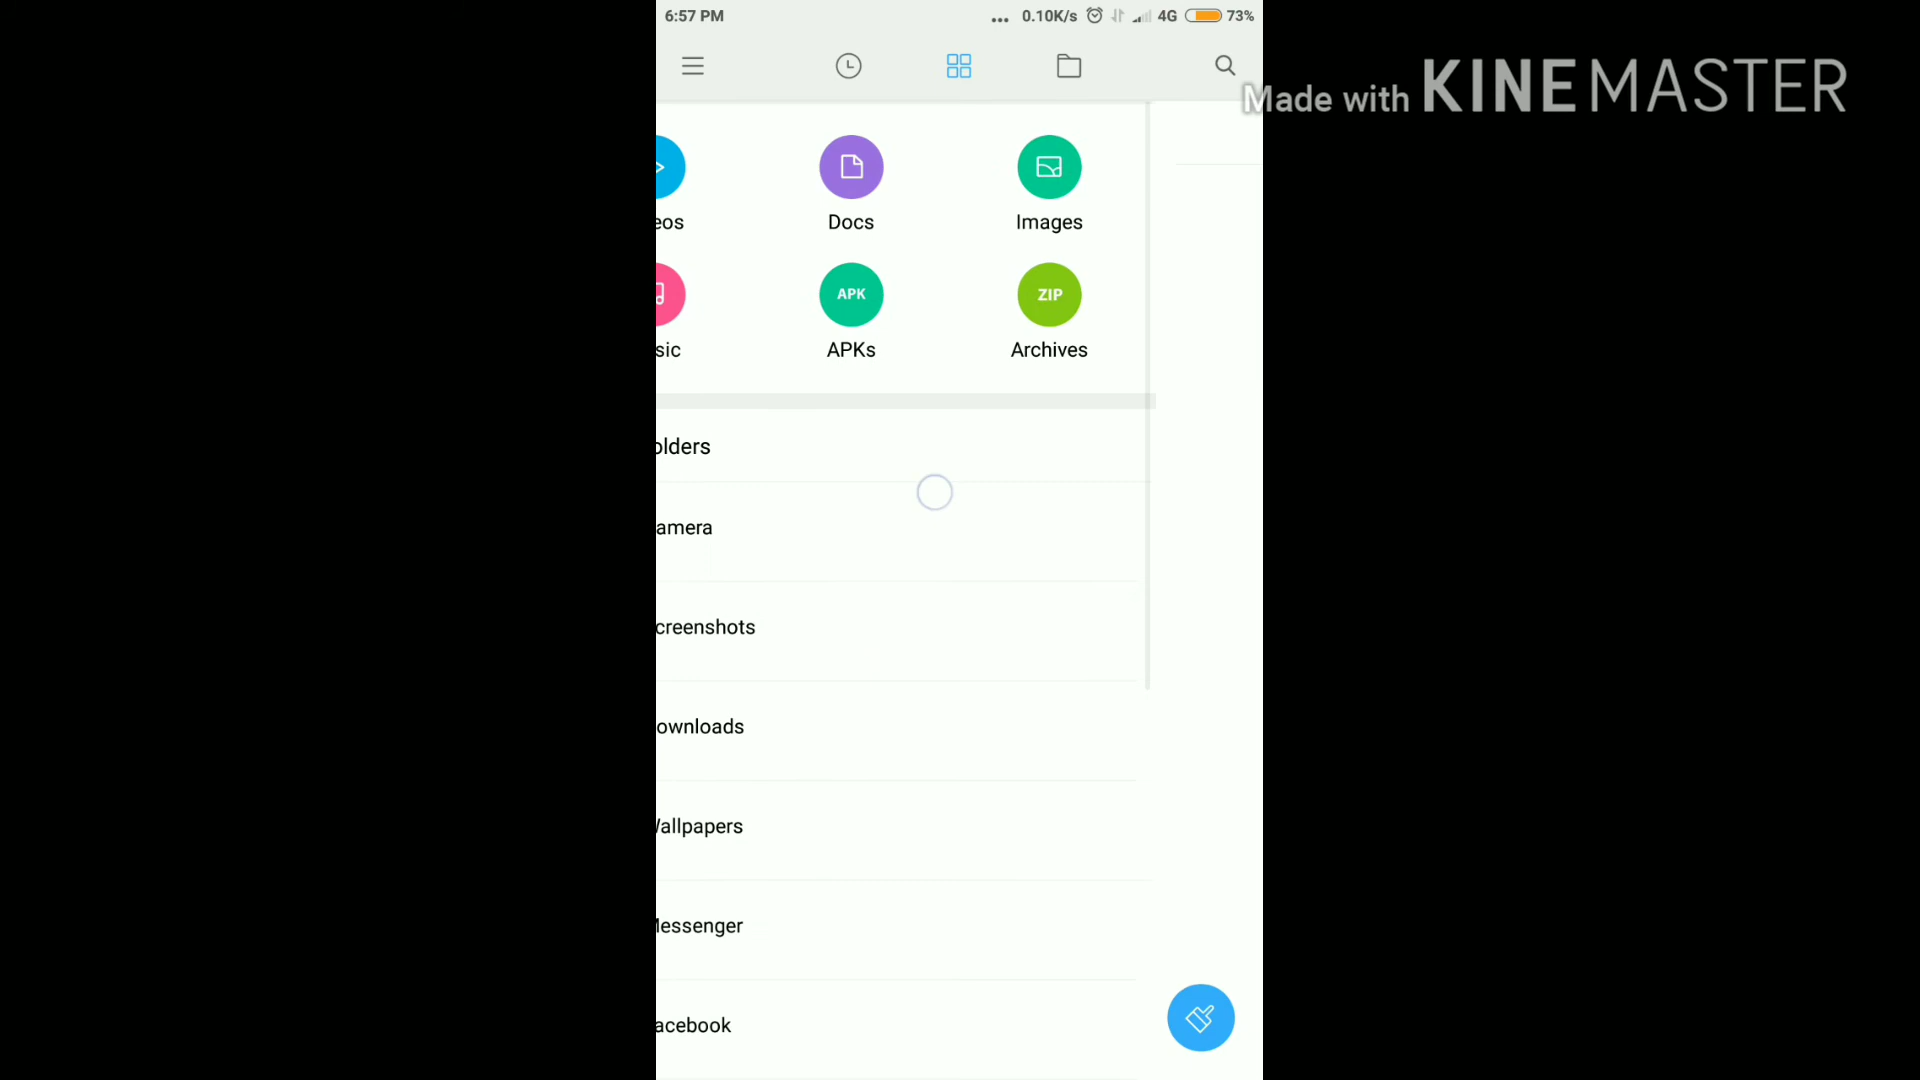 6:57 PM ... 0.10K/s 4G 73%
Made with KINEMASTER
eos Docs Images
APK ZIP
sic APKs Archives
olders
amera
creenshots
ownloads
allpapers
essenger
acebook